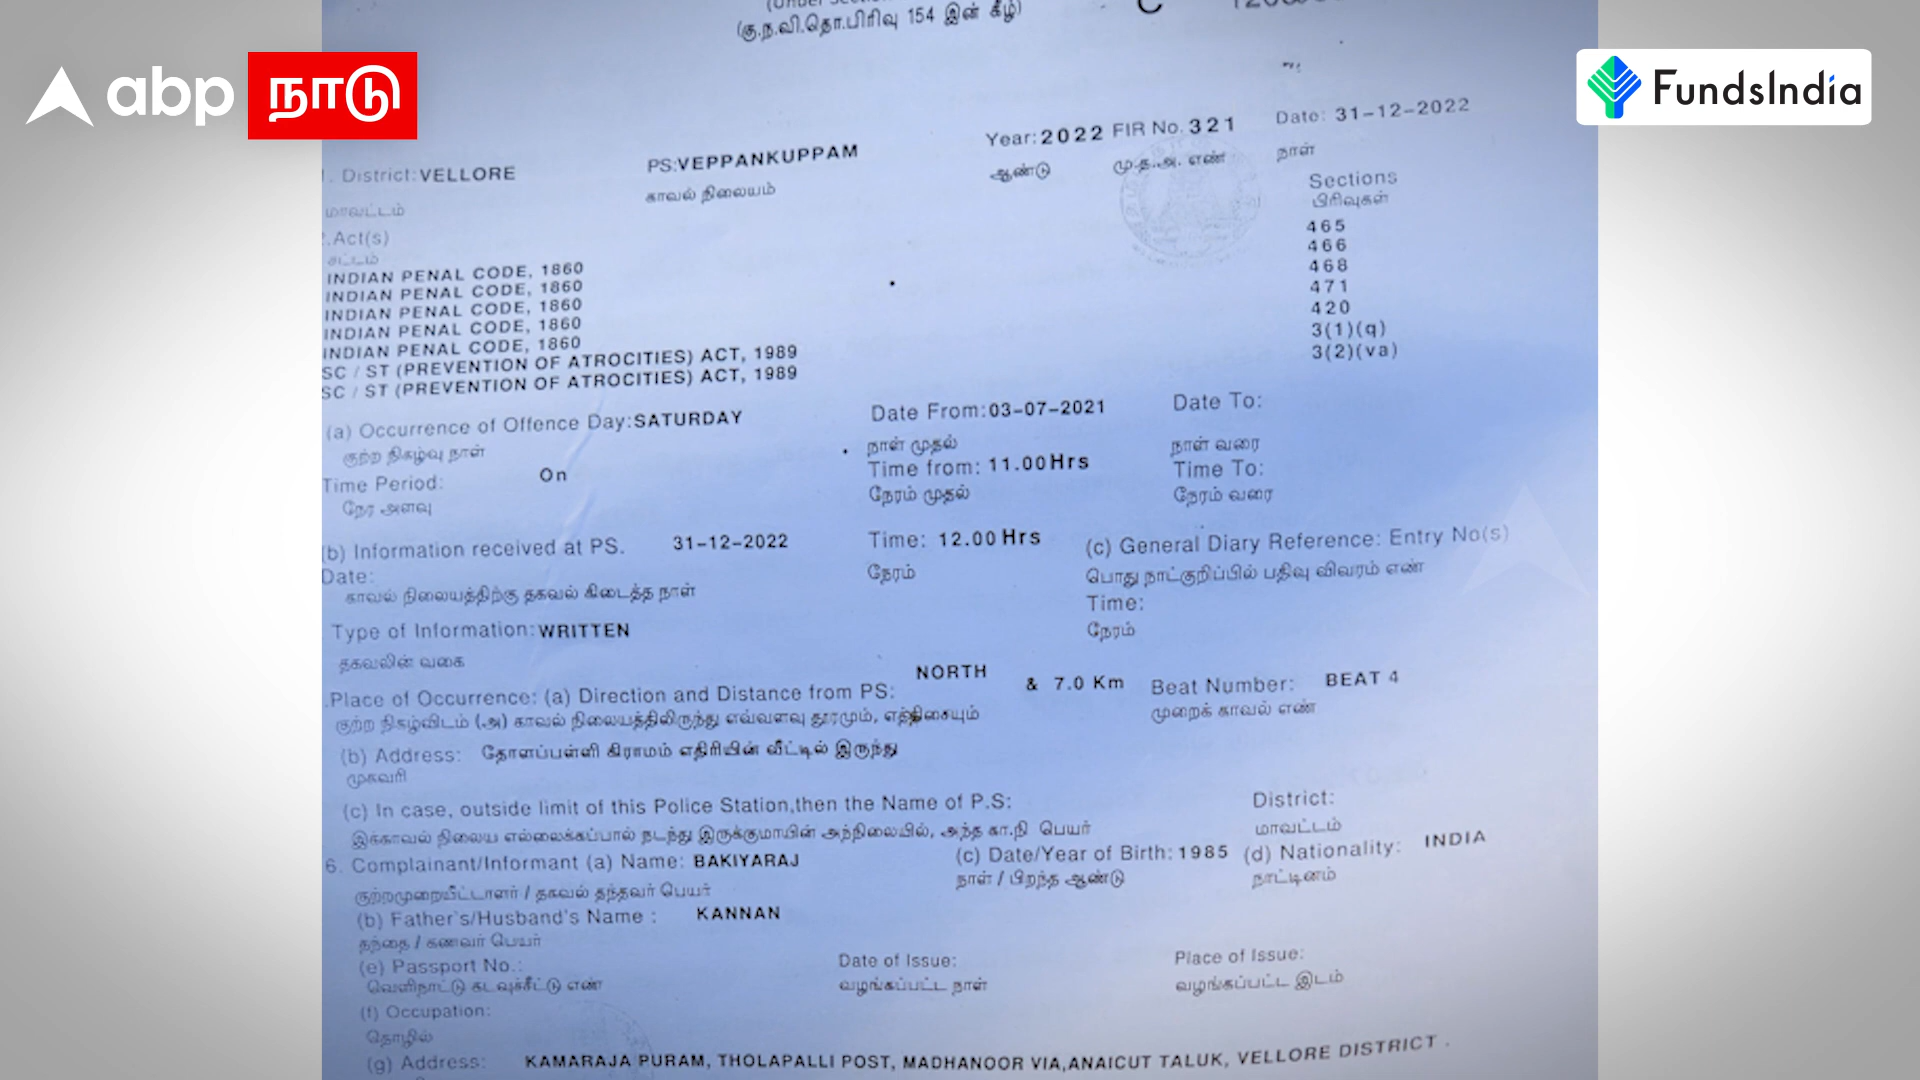 abp நாடு
FundsIndia
(கு.ந.வி.தொ.பிரிவு 154 இன் கீழ்)
1. District: VELLORE PS: VEPPANKUPPAM Year: 2022 FIR No. 321 Date: 31-12-2022
மாவட்டம் காவல் நிலையம் ஆண்டு மு.த.அ. எண் நாள்
2.Act(s) Sections
சட்டம் பிரிவுகள்
INDIAN PENAL CODE, 1860 465
INDIAN PENAL CODE, 1860 466
INDIAN PENAL CODE, 1860 468
INDIAN PENAL CODE, 1860 471
INDIAN PENAL CODE, 1860 420
SC / ST (PREVENTION OF ATROCITIES) ACT, 1989 3(1)(q)
SC / ST (PREVENTION OF ATROCITIES) ACT, 1989 3(2)(va)
(a) Occurrence of Offence Day: SATURDAY Date From: 03-07-2021 Date To:
குற்ற நிகழ்வு நாள் நாள் முதல் நாள் வரை
Time Period: On Time from: 11.00Hrs Time To:
நேர அளவு நேரம் முதல் நேரம் வரை
(b) Information received at PS. 31-12-2022 Time: 12.00 Hrs (c) General Diary Reference: Entry No(s)
Date: நேரம் பொது நாட்குறிப்பில் பதிவு விவரம் எண்
காவல் நிலையத்திற்கு தகவல் கிடைத்த நாள் Time:
Type of Information: WRITTEN நேரம்
தகவலின் வகை
Place of Occurrence: (a) Direction and Distance from PS: NORTH & 7.0 Km Beat Number: BEAT 4
குற்ற நிகழ்விடம் (அ) காவல் நிலையத்திலிருந்து எவ்வளவு தூரமும், எத்திசையும் முறைக் காவல் எண்
(b) Address: தோளப்பள்ளி கிராமம் எதிரியின் வீட்டில் இருந்து
முகவரி
(c) In case, outside limit of this Police Station,then the Name of P.S: District:
இக்காவல் நிலைய எல்லைக்கப்பால் நடந்து இருக்குமாயின் அந்நிலையில், அந்த கா.நி பெயர் மாவட்டம்
6. Complainant/Informant (a) Name: BAKIYARAJ (c) Date/Year of Birth: 1985 (d) Nationality: INDIA
குற்றமுறையீட்டாளர் / தகவல் தந்தவர் பெயர் நாள் / பிறந்த ஆண்டு நாட்டினம்
(b) Father's/Husband's Name : KANNAN
தந்தை / கணவர் பெயர்
(e) Passport No.: Date of Issue: Place of Issue:
வெளிநாட்டு கடவுச்சீட்டு எண் வழங்கப்பட்ட நாள் வழங்கப்பட்ட இடம்
(f) Occupation:
தொழில்
(g) Address: KAMARAJA PURAM, THOLAPALLI POST, MADHANOOR VIA,ANAICUT TALUK, VELLORE DISTRICT .